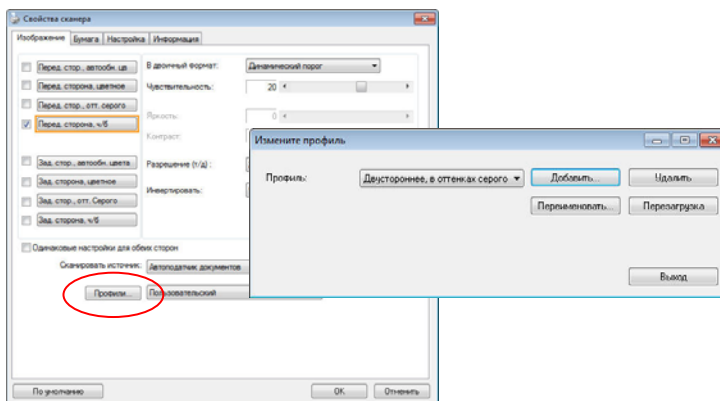 Свойства сканера
Изображение Бумага Настройка Информация
Перед. стор., автообн. цв
В двоичный формат: Динамический порог
Перед. сторона, цветное
Чувствительность: 20
Перед. стор., отт. серого
Яркость: 0
Перед. сторона, ч/б
Контраст:
Зад. стор., автообн. цвета
Разрешение (т/д) :
Зад. сторона, цветное
Инвертировать:
Зад. стор., отт. Серого
Зад. сторона, ч/б
Одинаковые настройки для обеих сторон
Сканировать источник: Автоподатчик документов
Профили... Пользовательский
По умолчанию OK Отменить
Измените профиль
Профиль: Двустороннее, в оттенках серого Добавить... Удалить
Переименовать... Перезагрузка
Выход